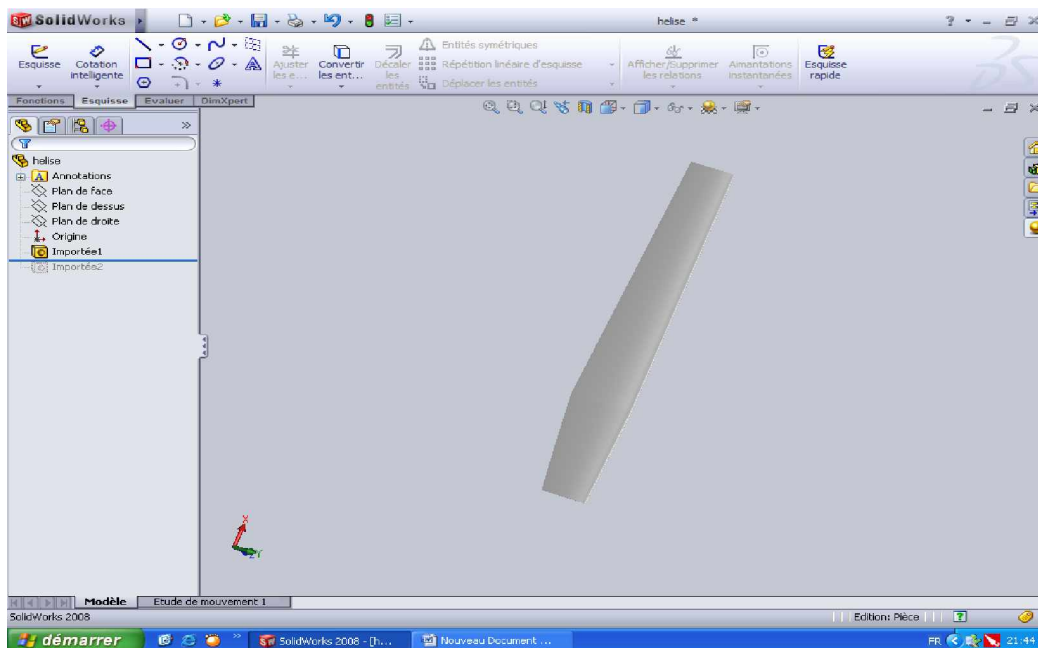 SolidWorks helise *
Esquisse Cotation intelligente Ajuster les e... Convertir les ent... Décaler les entités Entités symétriques
Répétition linéaire d'esquisse
Déplacer les entités
Afficher/Supprimer les relations Annotations instantanées Esquisse rapide
Fonctions Esquisse Evaluer DimXpert
helise
Annotations
Plan de face
Plan de dessus
Plan de droite
Origine
Importée1
Importée2
X
Y
Modèle Etude de mouvement 1
SolidWorks 2008 Edition: Pièce
démarrer SolidWorks 2008 - [h... Nouveau Document ... FR 21:44